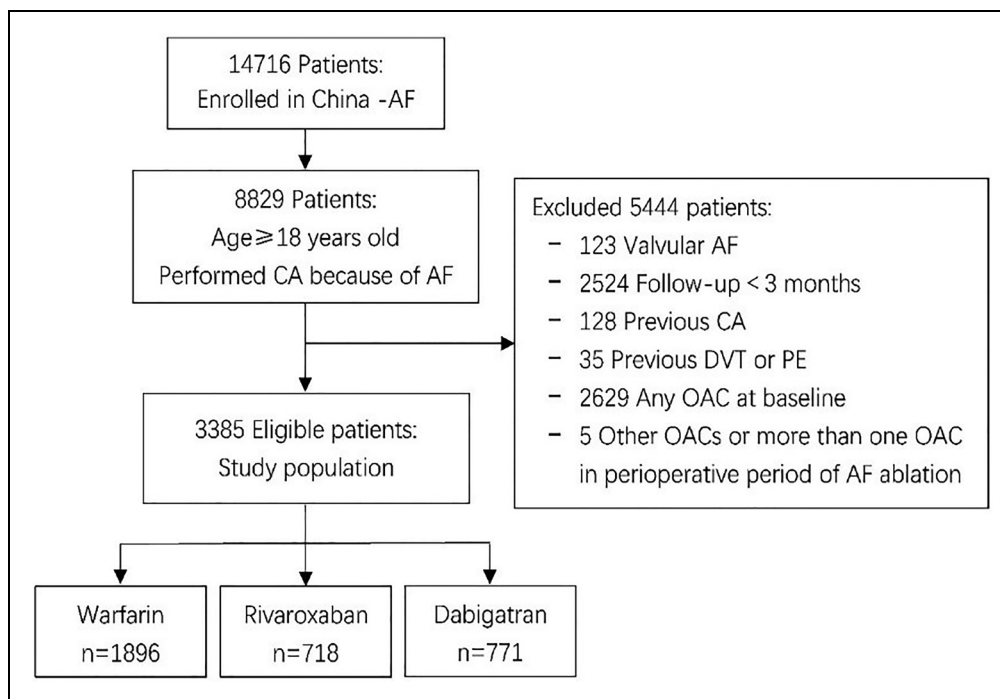 14716 Patients:
Enrolled in China -AF
8829 Patients:
Age≥18 years old
Performed CA because of AF
Excluded 5444 patients:
- 123 Valvular AF
- 2524 Follow-up < 3 months
- 128 Previous CA
- 35 Previous DVT or PE
- 2629 Any OAC at baseline
- 5 Other OACs or more than one OAC
in perioperative period of AF ablation
3385 Eligible patients:
Study population
Warfarin
n=1896
Rivaroxaban
n=718
Dabigatran
n=771